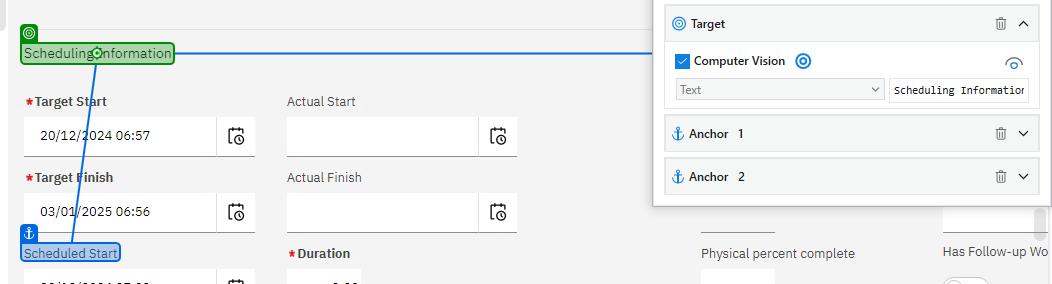 Scheduling Information
* Target Start
Actual Start
20/12/2024 06:57
* Target Finish
Actual Finish
03/01/2025 06:56
Scheduled Start
* Duration
Physical percent complete
Has Follow-up Wo
Target
Computer Vision
Text
Scheduling Information
Anchor 1
Anchor 2